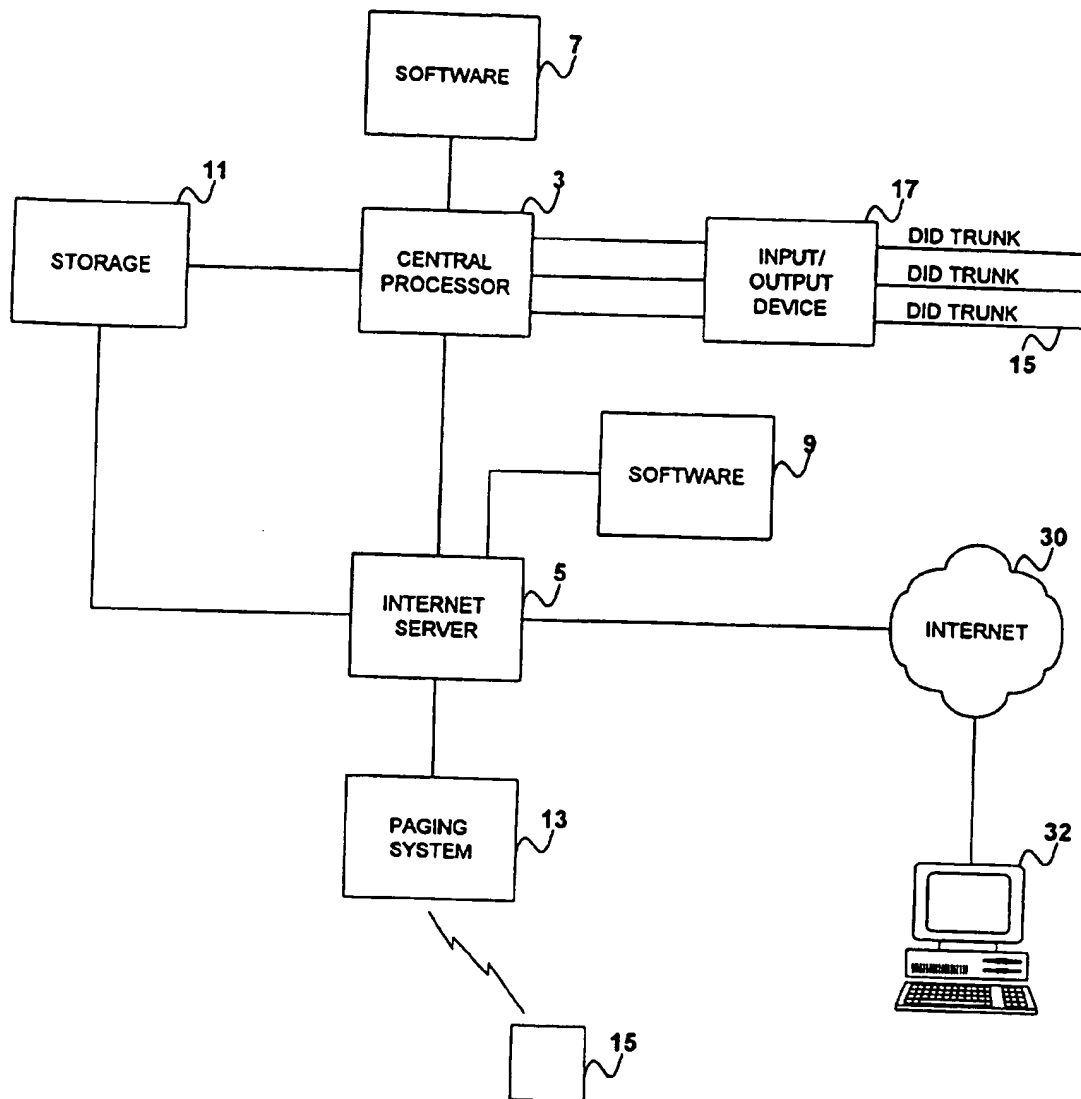 7
SOFTWARE
11
3
17
STORAGE
CENTRAL
PROCESSOR
INPUT/
OUTPUT
DEVICE
DID TRUNK
DID TRUNK
DID TRUNK
15
9
SOFTWARE
30
5
INTERNET
SERVER
INTERNET
13
PAGING
SYSTEM
32
15